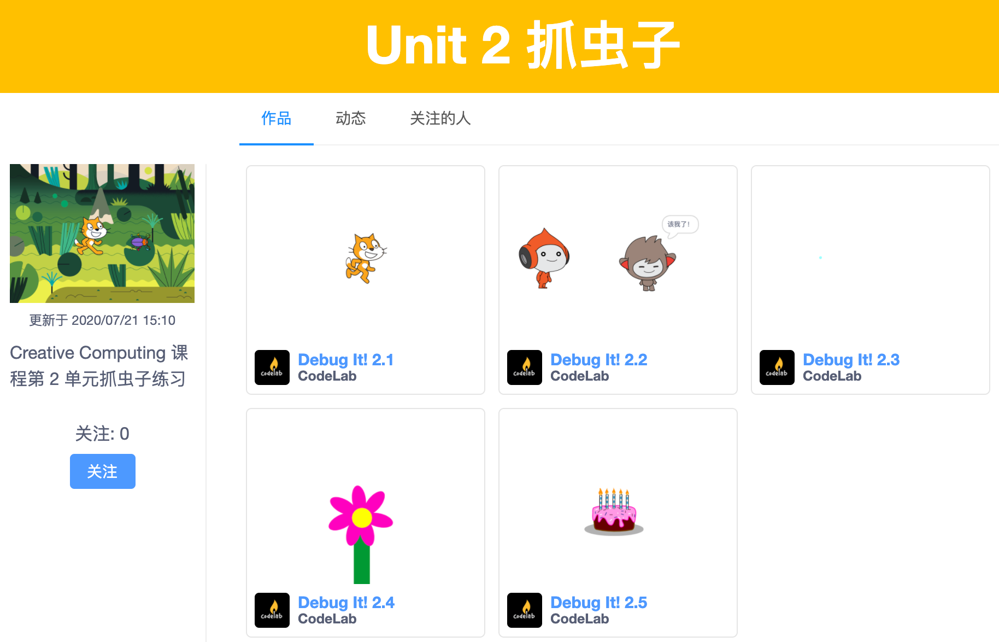 Unit 2 抓虫子
作品
动态
关注的人
更新于 2020/07/21 15:10
Creative Computing 课
程第 2 单元抓虫子练习
关注: 0
关注
codelab
Debug It! 2.1
CodeLab
该我了!
codelab
Debug It! 2.2
CodeLab
codelab
Debug It! 2.3
CodeLab
codelab
Debug It! 2.4
CodeLab
codelab
Debug It! 2.5
CodeLab